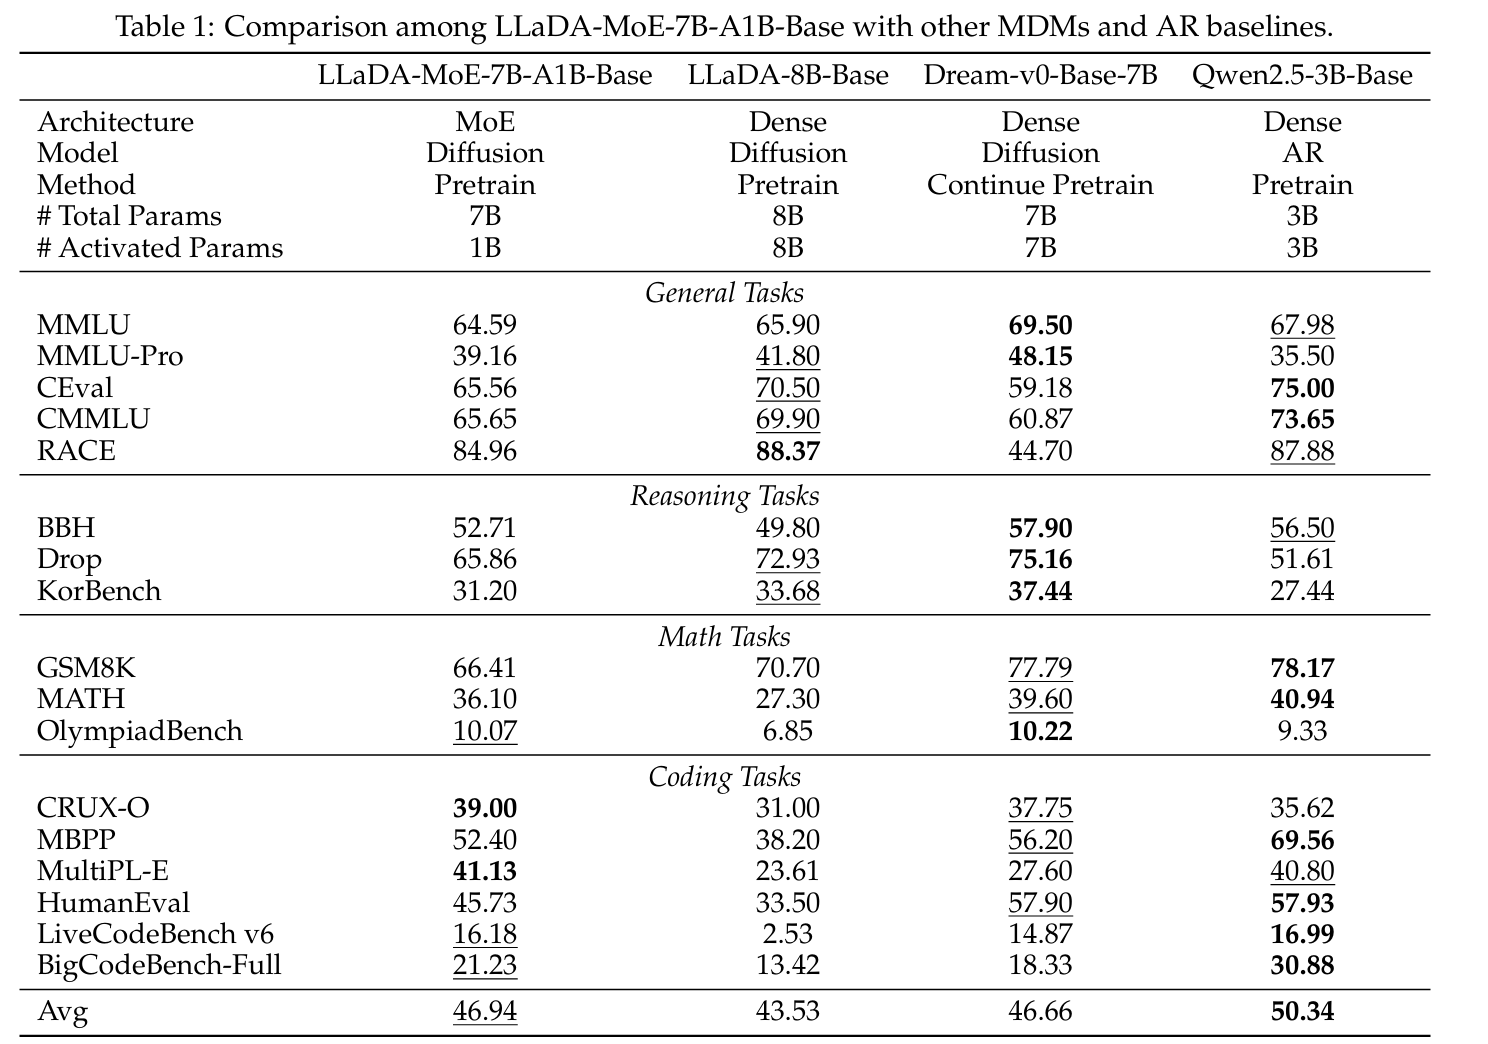 Table 1: Comparison among LLaDA-MoE-7B-A1B-Base with other MDMs and AR baselines.
LLaDA-MoE-7B-A1B-Base LLaDA-8B-Base Dream-v0-Base-7B Qwen2.5-3B-Base
Architecture MoE Dense Dense Dense
Model Diffusion Diffusion Diffusion AR
Method Pretrain Pretrain Continue Pretrain Pretrain
# Total Params 7B 8B 7B 3B
# Activated Params 1B 8B 7B 3B
General Tasks
MMLU 64.59 65.90 69.50 67.98
MMLU-Pro 39.16 41.80 48.15 35.50
CEval 65.56 70.50 59.18 75.00
CMMLU 65.65 69.90 60.87 73.65
RACE 84.96 88.37 44.70 87.88
Reasoning Tasks
BBH 52.71 49.80 57.90 56.50
Drop 65.86 72.93 75.16 51.61
KorBench 31.20 33.68 37.44 27.44
Math Tasks
GSM8K 66.41 70.70 77.79 78.17
MATH 36.10 27.30 39.60 40.94
OlympiadBench 10.07 6.85 10.22 9.33
Coding Tasks
CRUX-O 39.00 31.00 37.75 35.62
MBPP 52.40 38.20 56.20 69.56
MultiPL-E 41.13 23.61 27.60 40.80
HumanEval 45.73 33.50 57.90 57.93
LiveCodeBench v6 16.18 2.53 14.87 16.99
BigCodeBench-Full 21.23 13.42 18.33 30.88
Avg 46.94 43.53 46.66 50.34